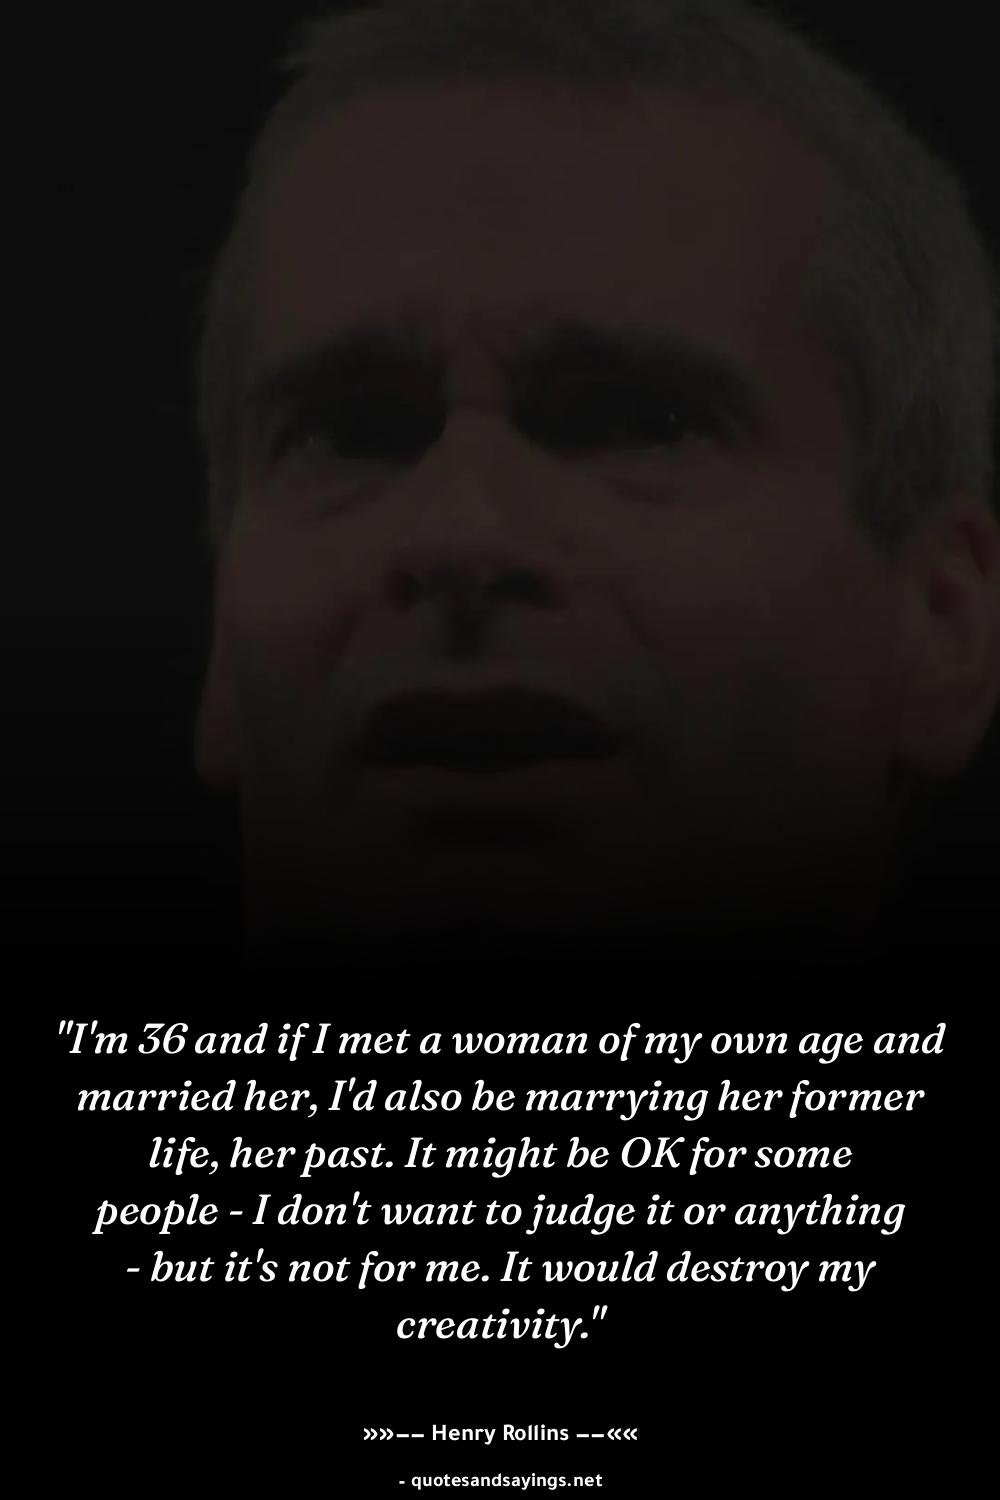 "I'm 36 and if I met a woman of my own age and
married her, I'd also be marrying her former
life, her past. It might be OK for some
people - I don't want to judge it or anything
- but it's not for me. It would destroy my
creativity."
»»−− Henry Rollins −−««
- quotesandsayings.net